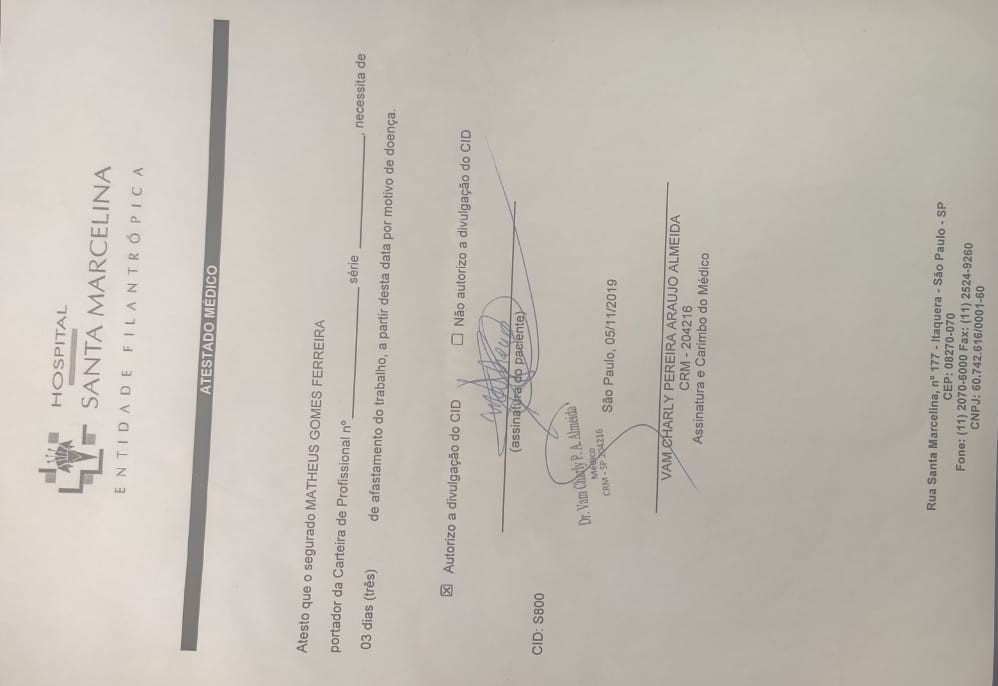 HOSPITAL
SANTA MARCELINA
ENTIDADE FILANTRÓPICA
ATESTADO MÉDICO
Atesto que o segurado MATHEUS GOMES FERREIRA
portador da Carteira de Profissional nº ____________ série ____________, necessita de
03 dias (três) de afastamento do trabalho, a partir desta data por motivo de doença.
☒ Autorizo a divulgação do CID ☐ Não autorizo a divulgação do CID
(assinatura do paciente)
CID: S800
Dr. Vam Charly P. A. Almeida
Médico
CRM - SP 204216
São Paulo, 05/11/2019
VAM CHARLY PEREIRA ARAUJO ALMEIDA
CRM - 204216
Assinatura e Carimbo do Médico
Rua Santa Marcelina, nº 177 - Itaquera - São Paulo - SP
CEP: 08270-070
Fone: (11) 2070-6000 Fax: (11) 2524-9260
CNPJ: 60.742.616/0001-60